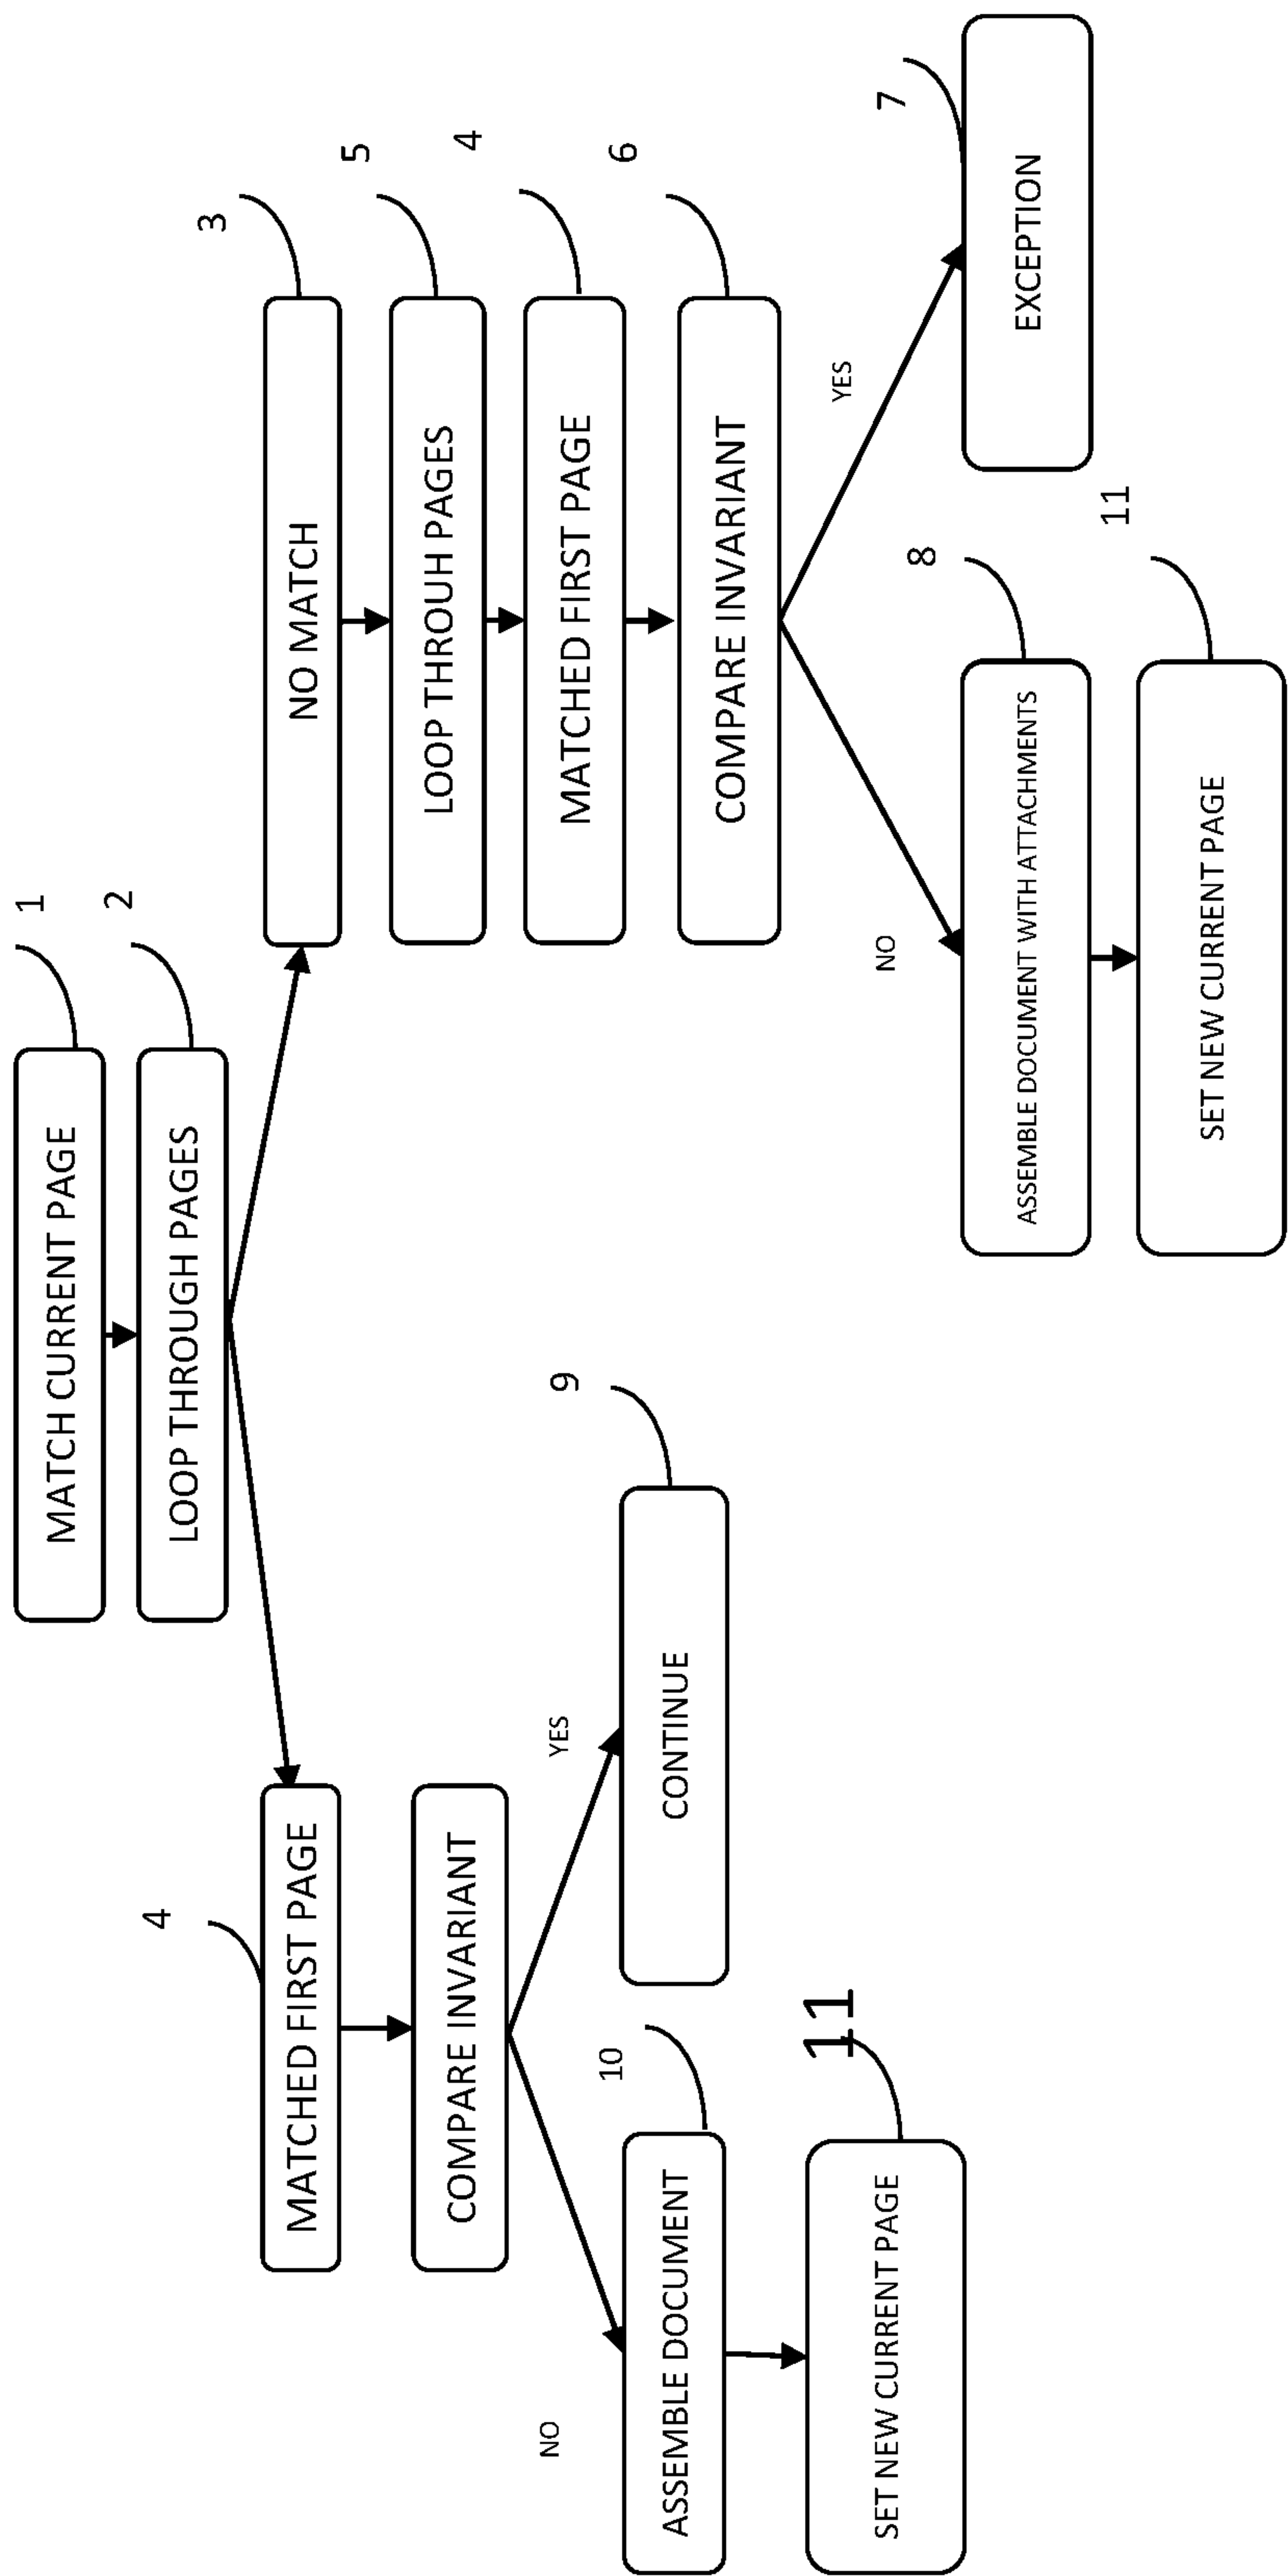 MATCH CURRENT PAGE
1
LOOP THROUGH PAGES
2
4
MATCHED FIRST PAGE
NO MATCH
3
COMPARE INVARIANT
LOOP THROUH PAGES
5
MATCHED FIRST PAGE
4
NO
YES
COMPARE INVARIANT
6
10
ASSEMBLE DOCUMENT
CONTINUE
9
11
SET NEW CURRENT PAGE
NO
YES
8
ASSEMBLE DOCUMENT WITH ATTACHMENTS
7
EXCEPTION
11
SET NEW CURRENT PAGE